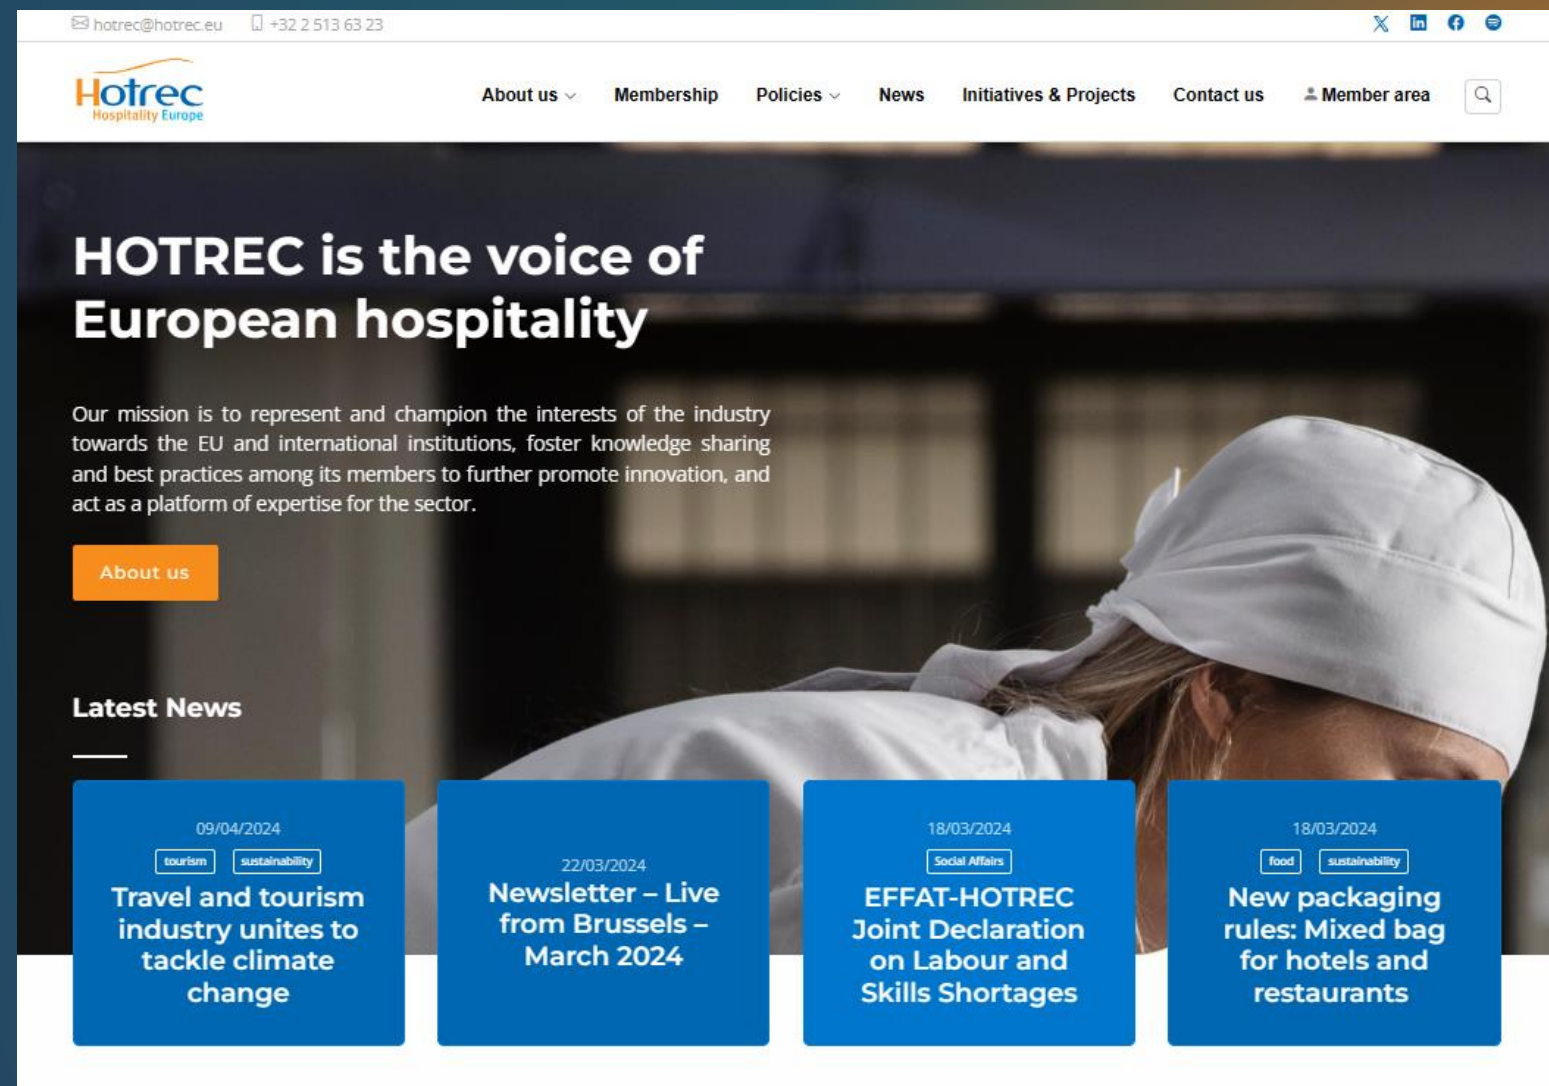 hotrec@hotrec.eu +32 2 513 63 23
Hotrec
Hospitality Europe
About us Membership Policies News Initiatives & Projects Contact us Member area
HOTREC is the voice of
European hospitality
Our mission is to represent and champion the interests of the industry
towards the EU and international institutions, foster knowledge sharing
and best practices among its members to further promote innovation, and
act as a platform of expertise for the sector.
About us
Latest News
09/04/2024
tourism sustainability
Travel and tourism
industry unites to
tackle climate
change
22/03/2024
Newsletter – Live
from Brussels –
March 2024
18/03/2024
Social Affairs
EFFAT-HOTREC
Joint Declaration
on Labour and
Skills Shortages
18/03/2024
food sustainability
New packaging
rules: Mixed bag
for hotels and
restaurants